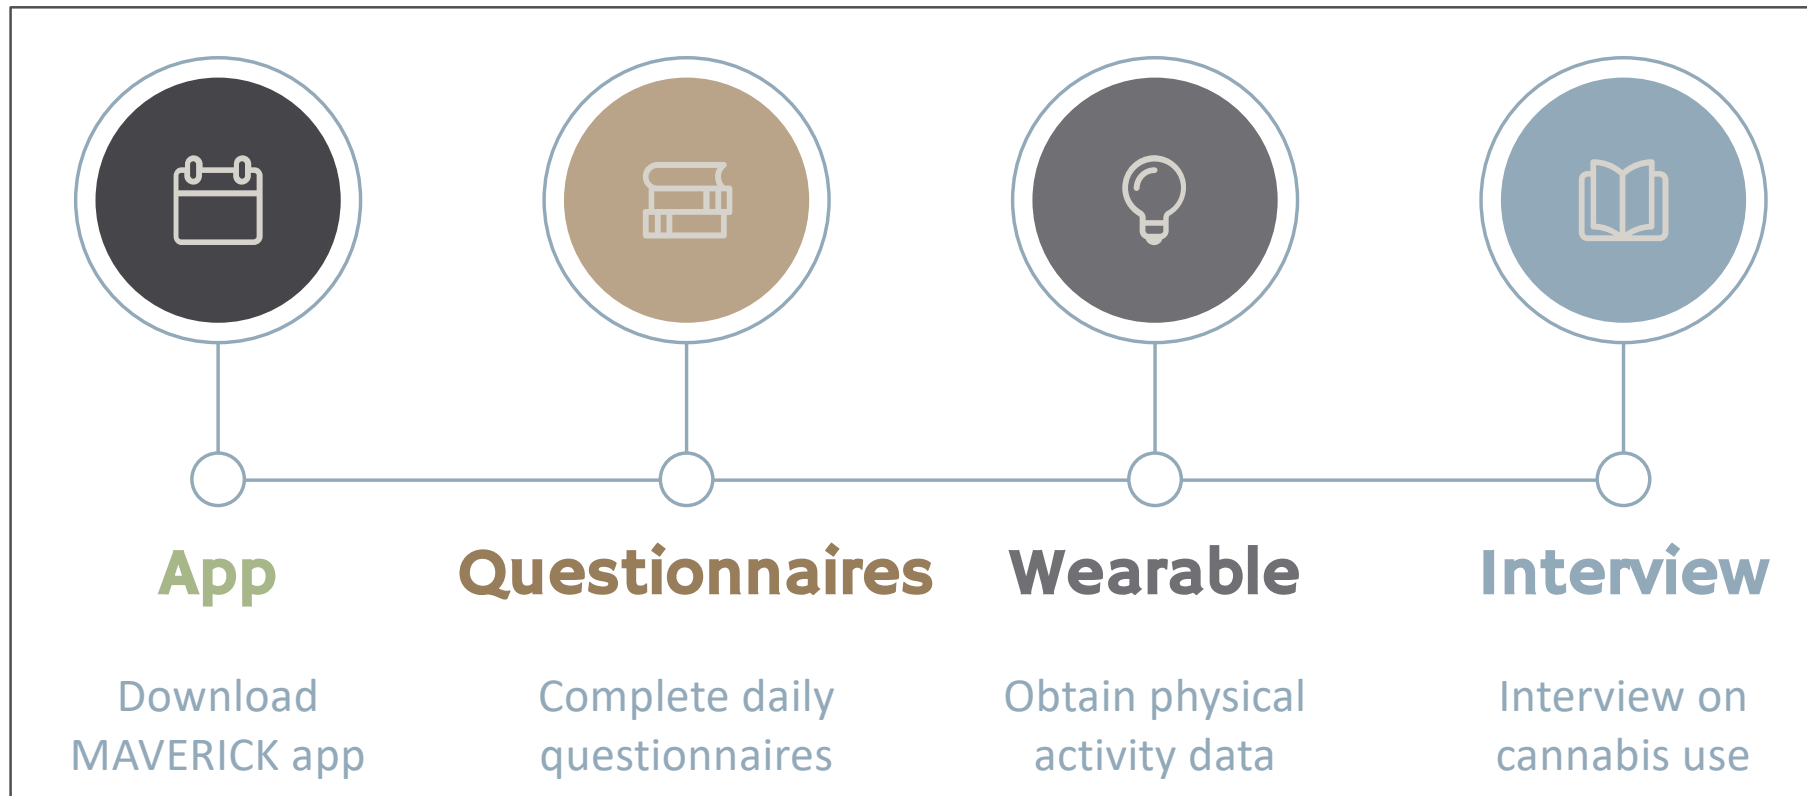 App
Download
MAVERICK app
Questionnaires
Complete daily
questionnaires
Wearable
Obtain physical
activity data
Interview
Interview on
cannabis use